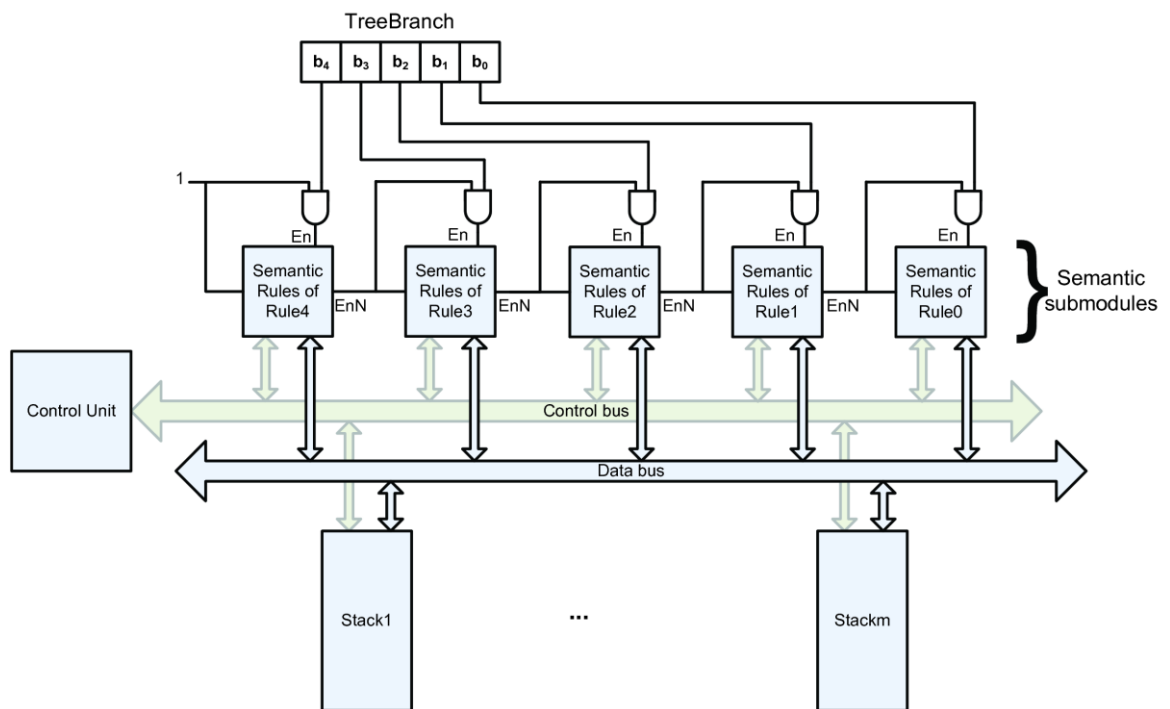 TreeBranch
b4 b3 b2 b1 b0
1
En En En En En
Semantic
Rules of
Rule4
EnN
Semantic
Rules of
Rule3
EnN
Semantic
Rules of
Rule2
EnN
Semantic
Rules of
Rule1
EnN
Semantic
Rules of
Rule0
Semantic
submodules
Control Unit
Control bus
Data bus
Stack1
...
Stackm